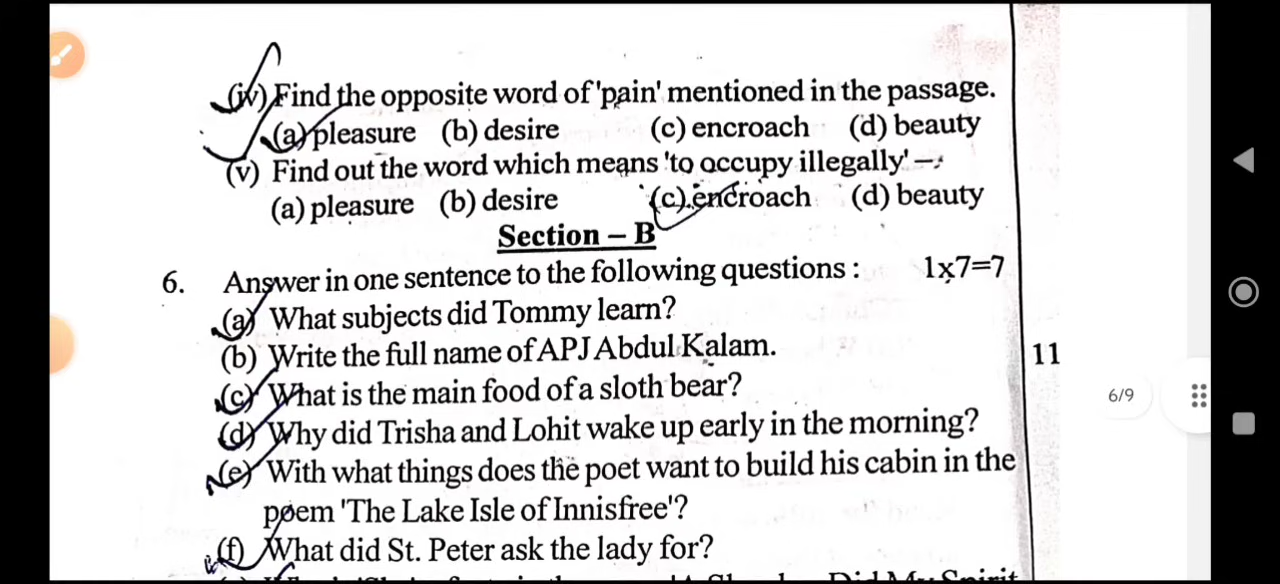 (iv) Find the opposite word of 'pain' mentioned in the passage.
(a) pleasure (b) desire (c) encroach (d) beauty
(v) Find out the word which means 'to occupy illegally' –
(a) pleasure (b) desire (c) encroach (d) beauty
Section – B
6. Answer in one sentence to the following questions : 1x7=7
(a) What subjects did Tommy learn?
(b) Write the full name of APJ Abdul Kalam.
(c) What is the main food of a sloth bear?
11
6/9
(d) Why did Trisha and Lohit wake up early in the morning?
(e) With what things does the poet want to build his cabin in the
poem 'The Lake Isle of Innisfree'?
(f) What did St. Peter ask the lady for?